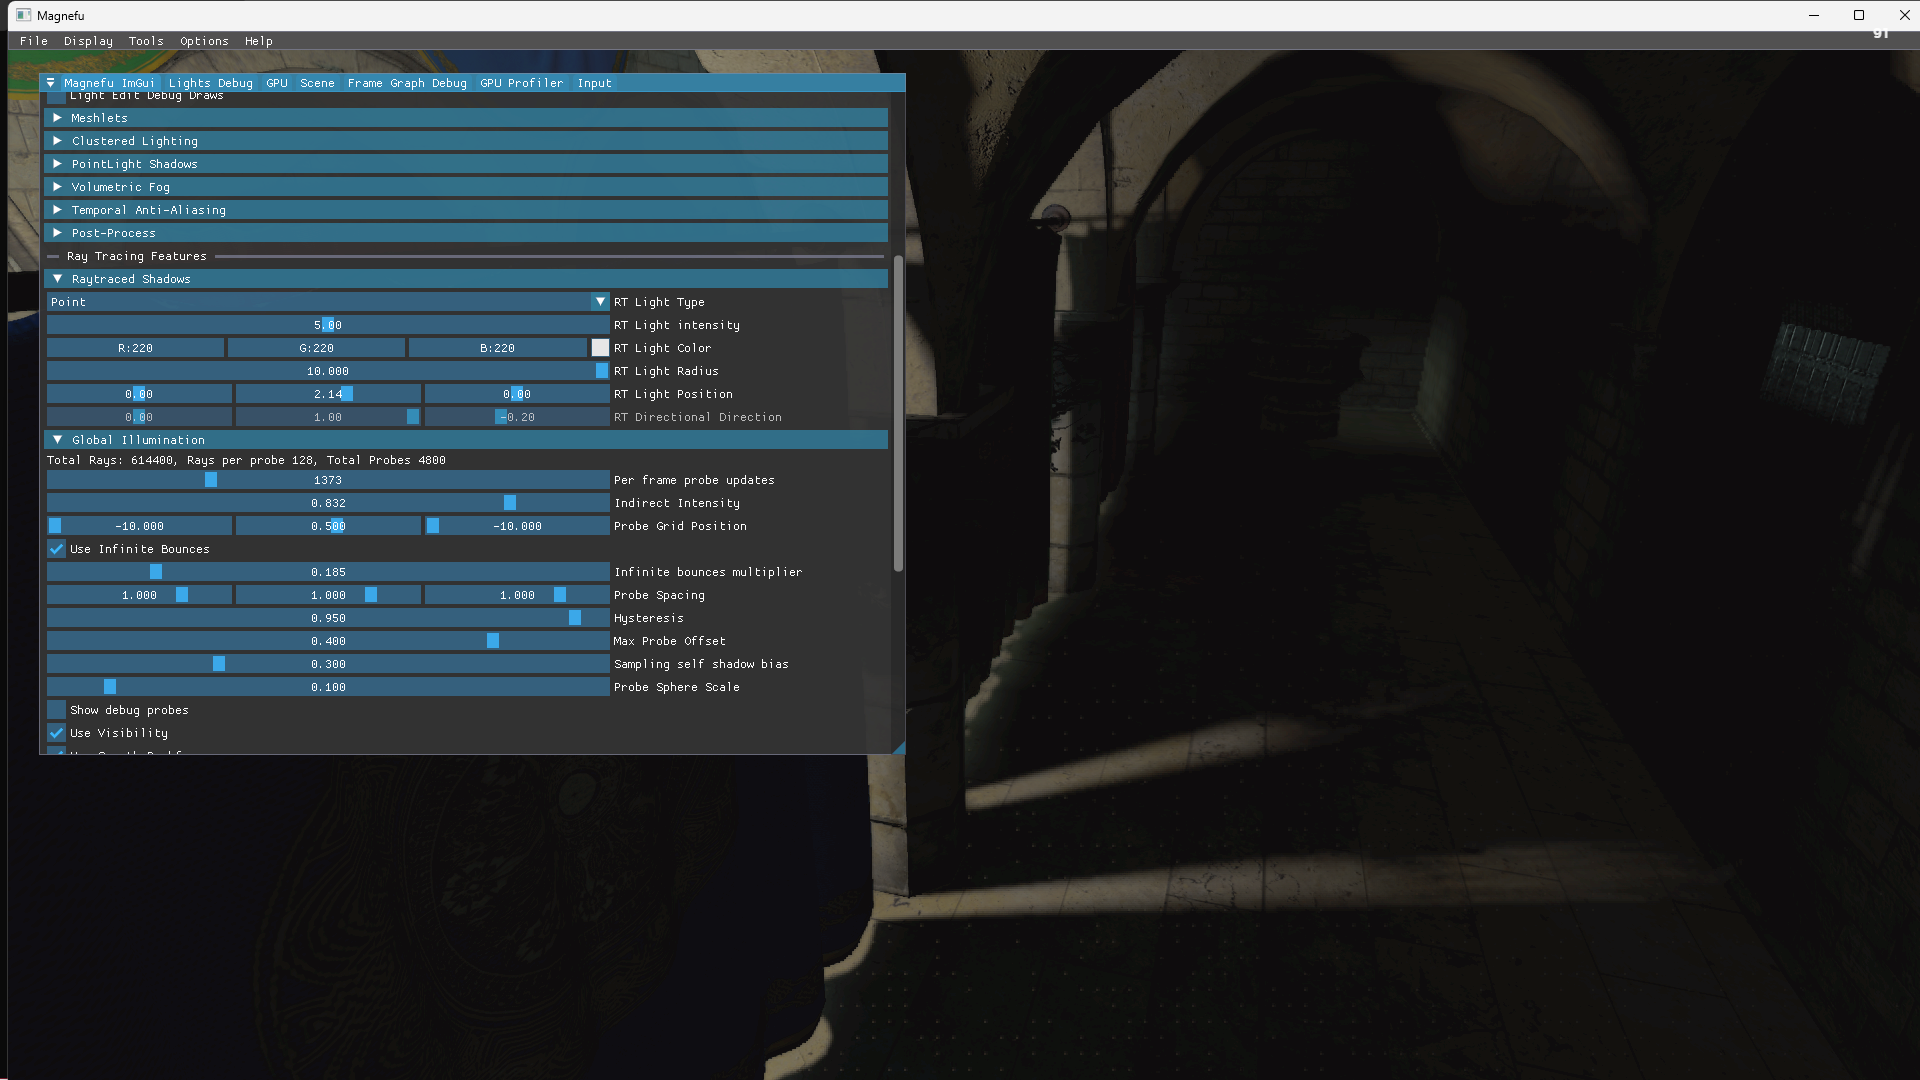 Magnefu
File Display Tools Options Help
91
Magnefu ImGui Lights Debug GPU Scene Frame Graph Debug GPU Profiler Input
Light Edit Debug Draws
Meshlets
Clustered Lighting
PointLight Shadows
Volumetric Fog
Temporal Anti-Aliasing
Post-Process
Ray Tracing Features
Raytraced Shadows
Point RT Light Type
5.00 RT Light intensity
R:220 G:220 B:220 RT Light Color
10.000 RT Light Radius
0.00 2.14 0.00 RT Light Position
0.00 1.00 -0.20 RT Directional Direction
Global Illumination
Total Rays: 614400, Rays per probe 128, Total Probes 4800
1373 Per frame probe updates
0.832 Indirect Intensity
-10.000 0.500 -10.000 Probe Grid Position
Use Infinite Bounces
0.185 Infinite bounces multiplier
1.000 1.000 1.000 Probe Spacing
0.950 Hysteresis
0.400 Max Probe Offset
0.300 Sampling self shadow bias
0.100 Probe Sphere Scale
Show debug probes
Use Visibility